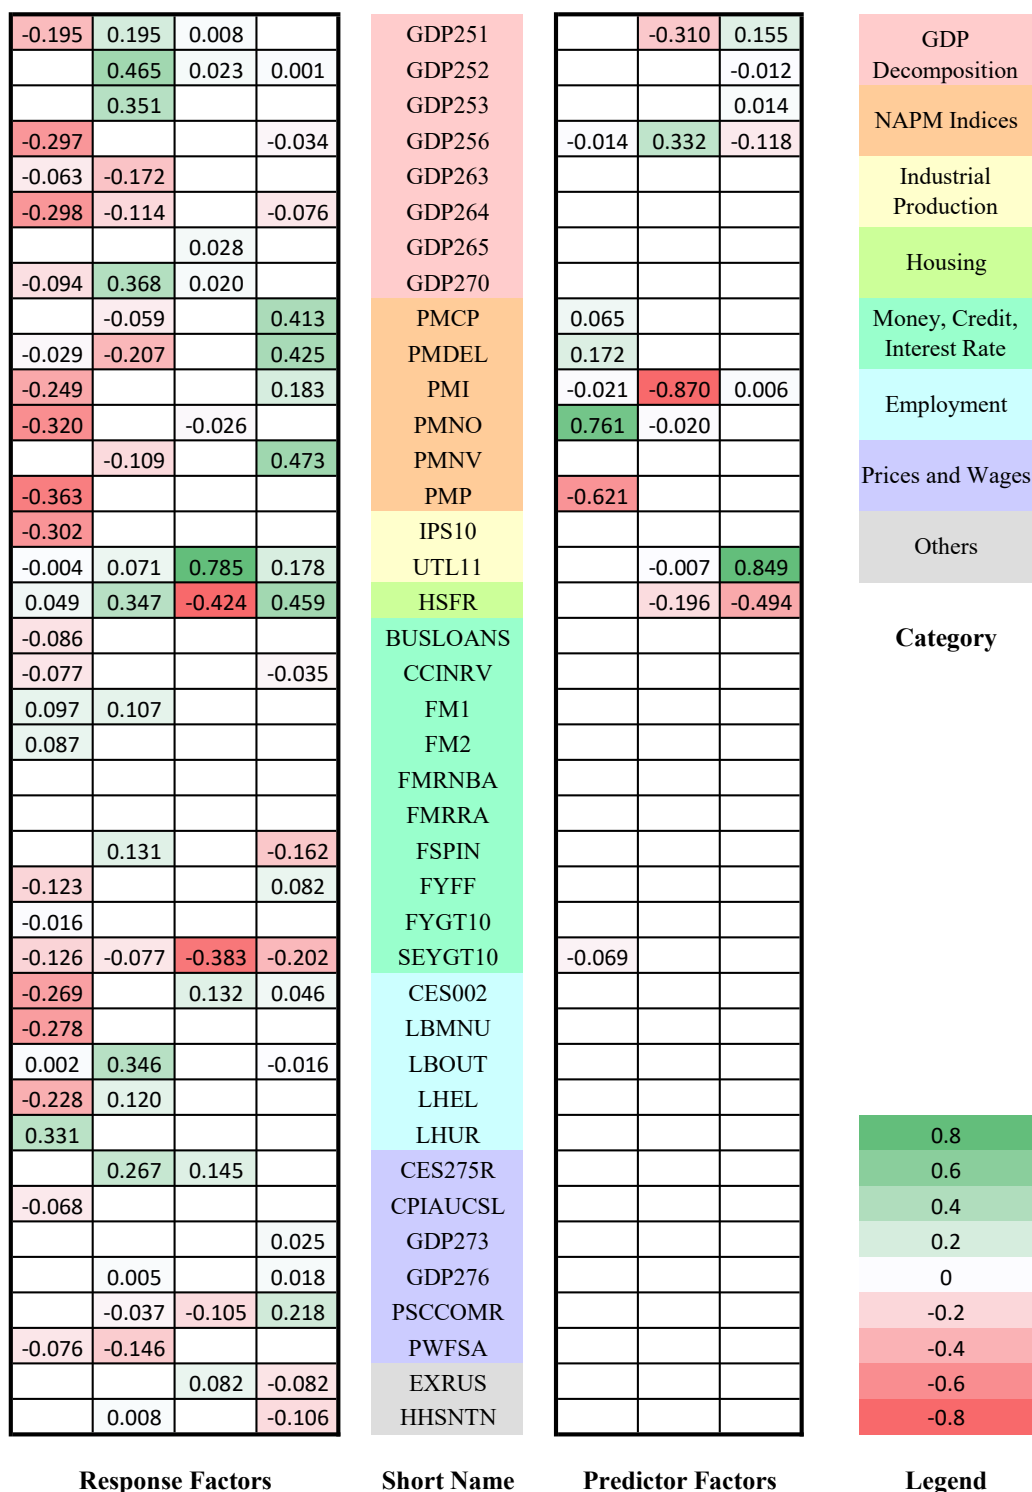 -0.195 0.195 0.008 GDP251 -0.310 0.155
0.465 0.023 0.001 GDP252 -0.012
0.351 GDP253 0.014
-0.297 -0.034 GDP256 -0.014 0.332 -0.118
-0.063 -0.172 GDP263
-0.298 -0.114 -0.076 GDP264
0.028 GDP265
-0.094 0.368 0.020 GDP270
-0.059 0.413 PMCP 0.065
-0.029 -0.207 0.425 PMDEL 0.172
-0.249 0.183 PMI -0.021 -0.870 0.006
-0.320 -0.026 PMNO 0.761 -0.020
-0.109 0.473 PMNV
-0.363 PMP -0.621
-0.302 IPS10
-0.004 0.071 0.785 0.178 UTL11 -0.007 0.849
0.049 0.347 -0.424 0.459 HSFR -0.196 -0.494
-0.086 BUSLOANS
-0.077 -0.035 CCINRV
0.097 0.107 FM1
0.087 FM2
FMRNBA
FMRRA
0.131 -0.162 FSPIN
-0.123 0.082 FYFF
-0.016 FYGT10
-0.126 -0.077 -0.383 -0.202 SEYGT10 -0.069
-0.269 0.132 0.046 CES002
-0.278 LBMNU
0.002 0.346 -0.016 LBOUT
-0.228 0.120 LHEL
0.331 LHUR
0.267 0.145 CES275R
-0.068 CPIAUCSL
0.025 GDP273
0.005 0.018 GDP276
-0.037 -0.105 0.218 PSCCOMR
-0.076 -0.146 PWFSA
0.082 -0.082 EXRUS
0.008 -0.106 HHSNTN
Response Factors Short Name Predictor Factors
GDP
Decomposition
NAPM Indices
Industrial
Production
Housing
Money, Credit,
Interest Rate
Employment
Prices and Wages
Others
Category
0.8
0.6
0.4
0.2
0
-0.2
-0.4
-0.6
-0.8
Legend